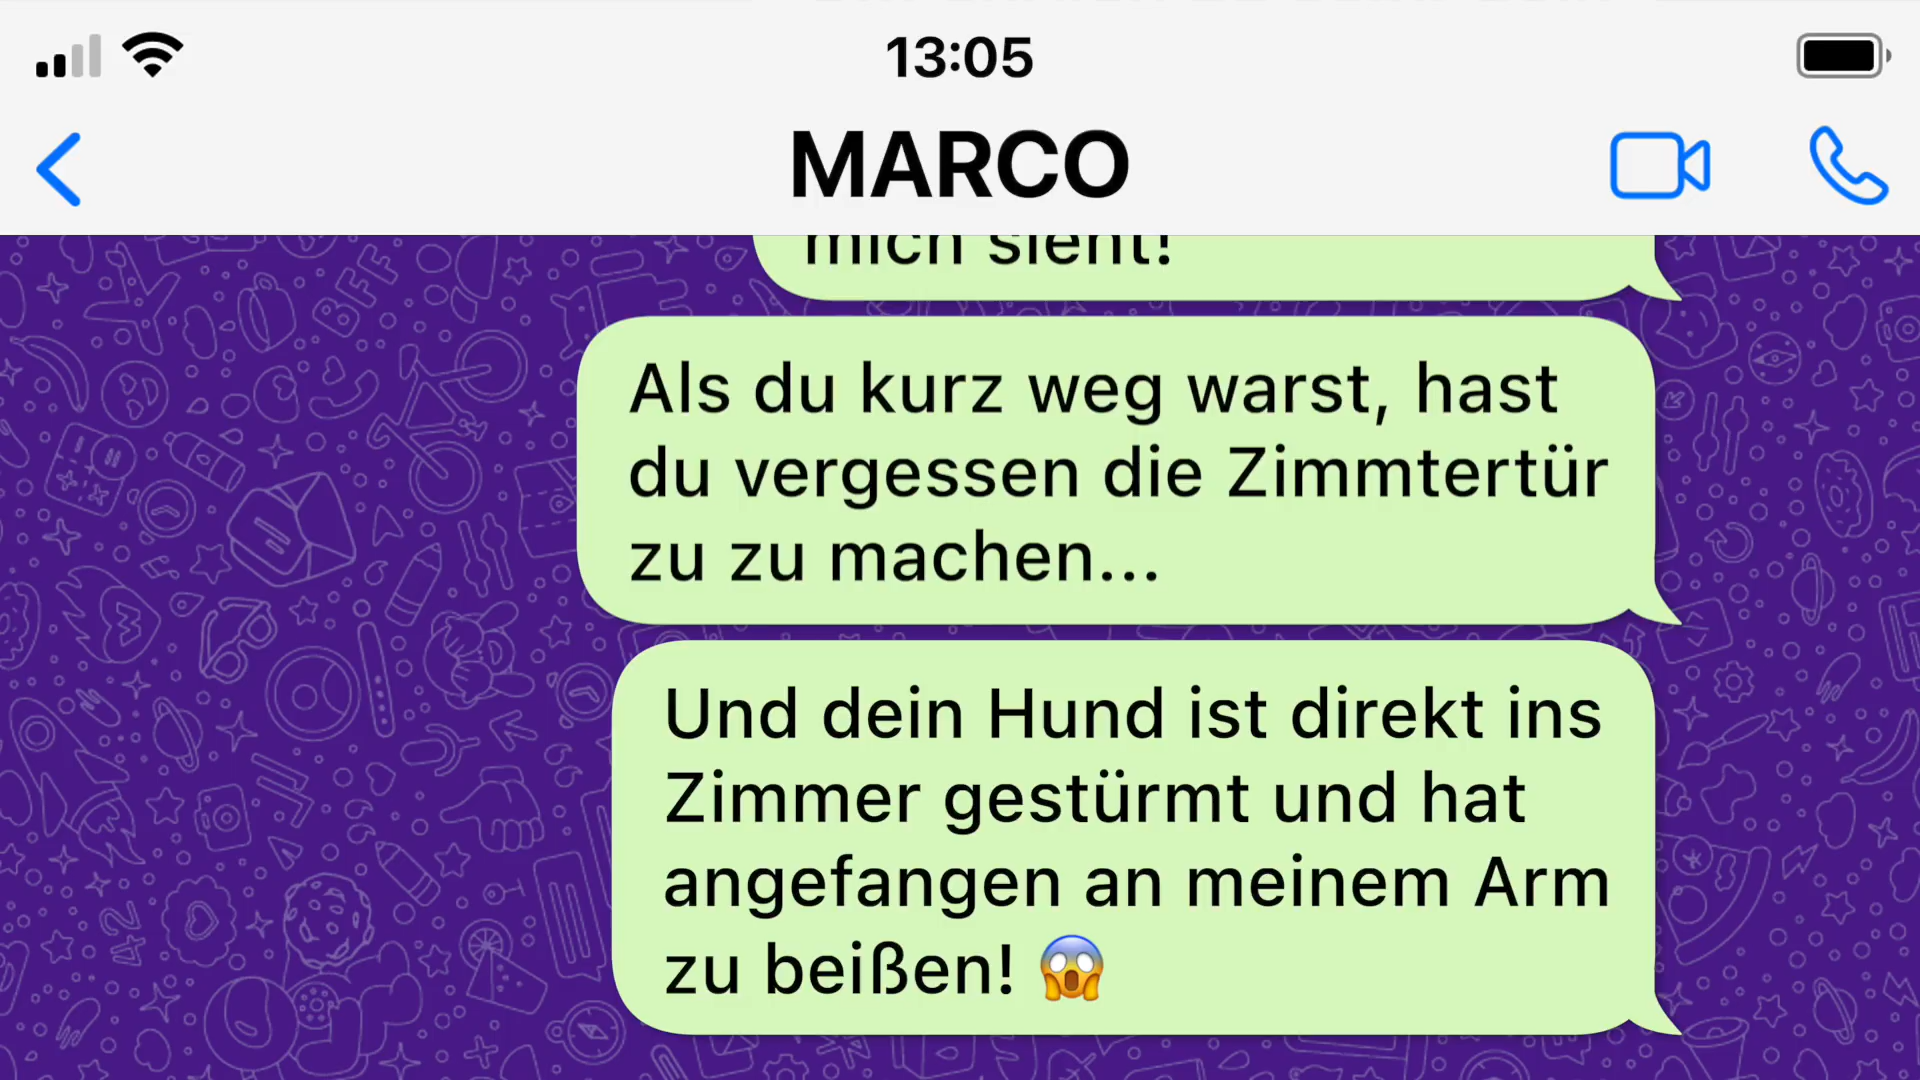 13:05
MARCO
mich sieht!
Als du kurz weg warst, hast
du vergessen die Zimmtertür
zu zu machen...
Und dein Hund ist direkt ins
Zimmer gestürmt und hat
angefangen an meinem Arm
zu beißen! 😱